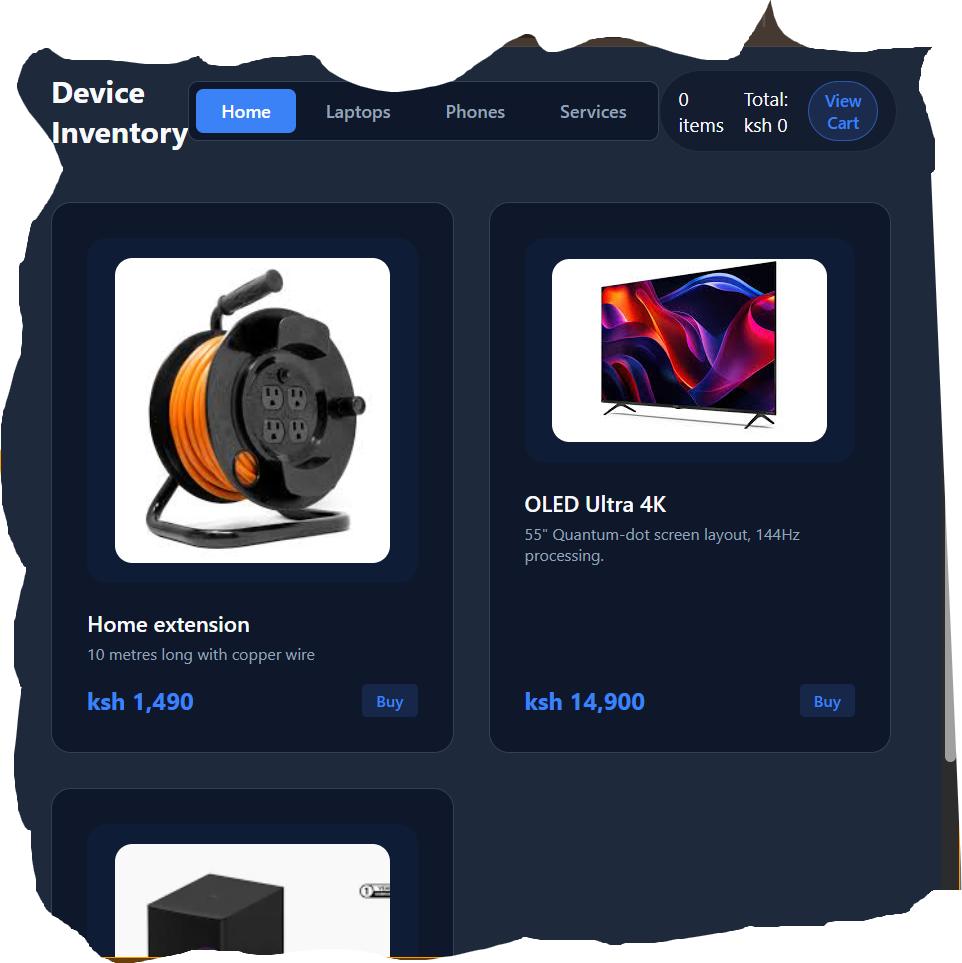 Device
Inventory
Home
Laptops
Phones
Services
0
items
Total:
ksh 0
View
Cart
Home extension
10 metres long with copper wire
ksh 1,490
Buy
OLED Ultra 4K
55" Quantum-dot screen layout, 144Hz
processing.
ksh 14,900
Buy
1